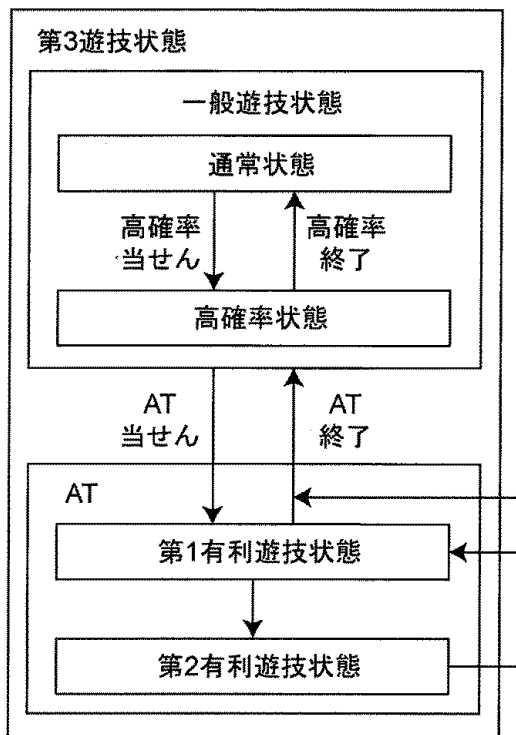 第3遊技状態
一般遊技状態
通常状態
高確率
当せん
高確率
終了
高確率状態
AT
当せん
AT
終了
AT
第1有利遊技状態
第2有利遊技状態